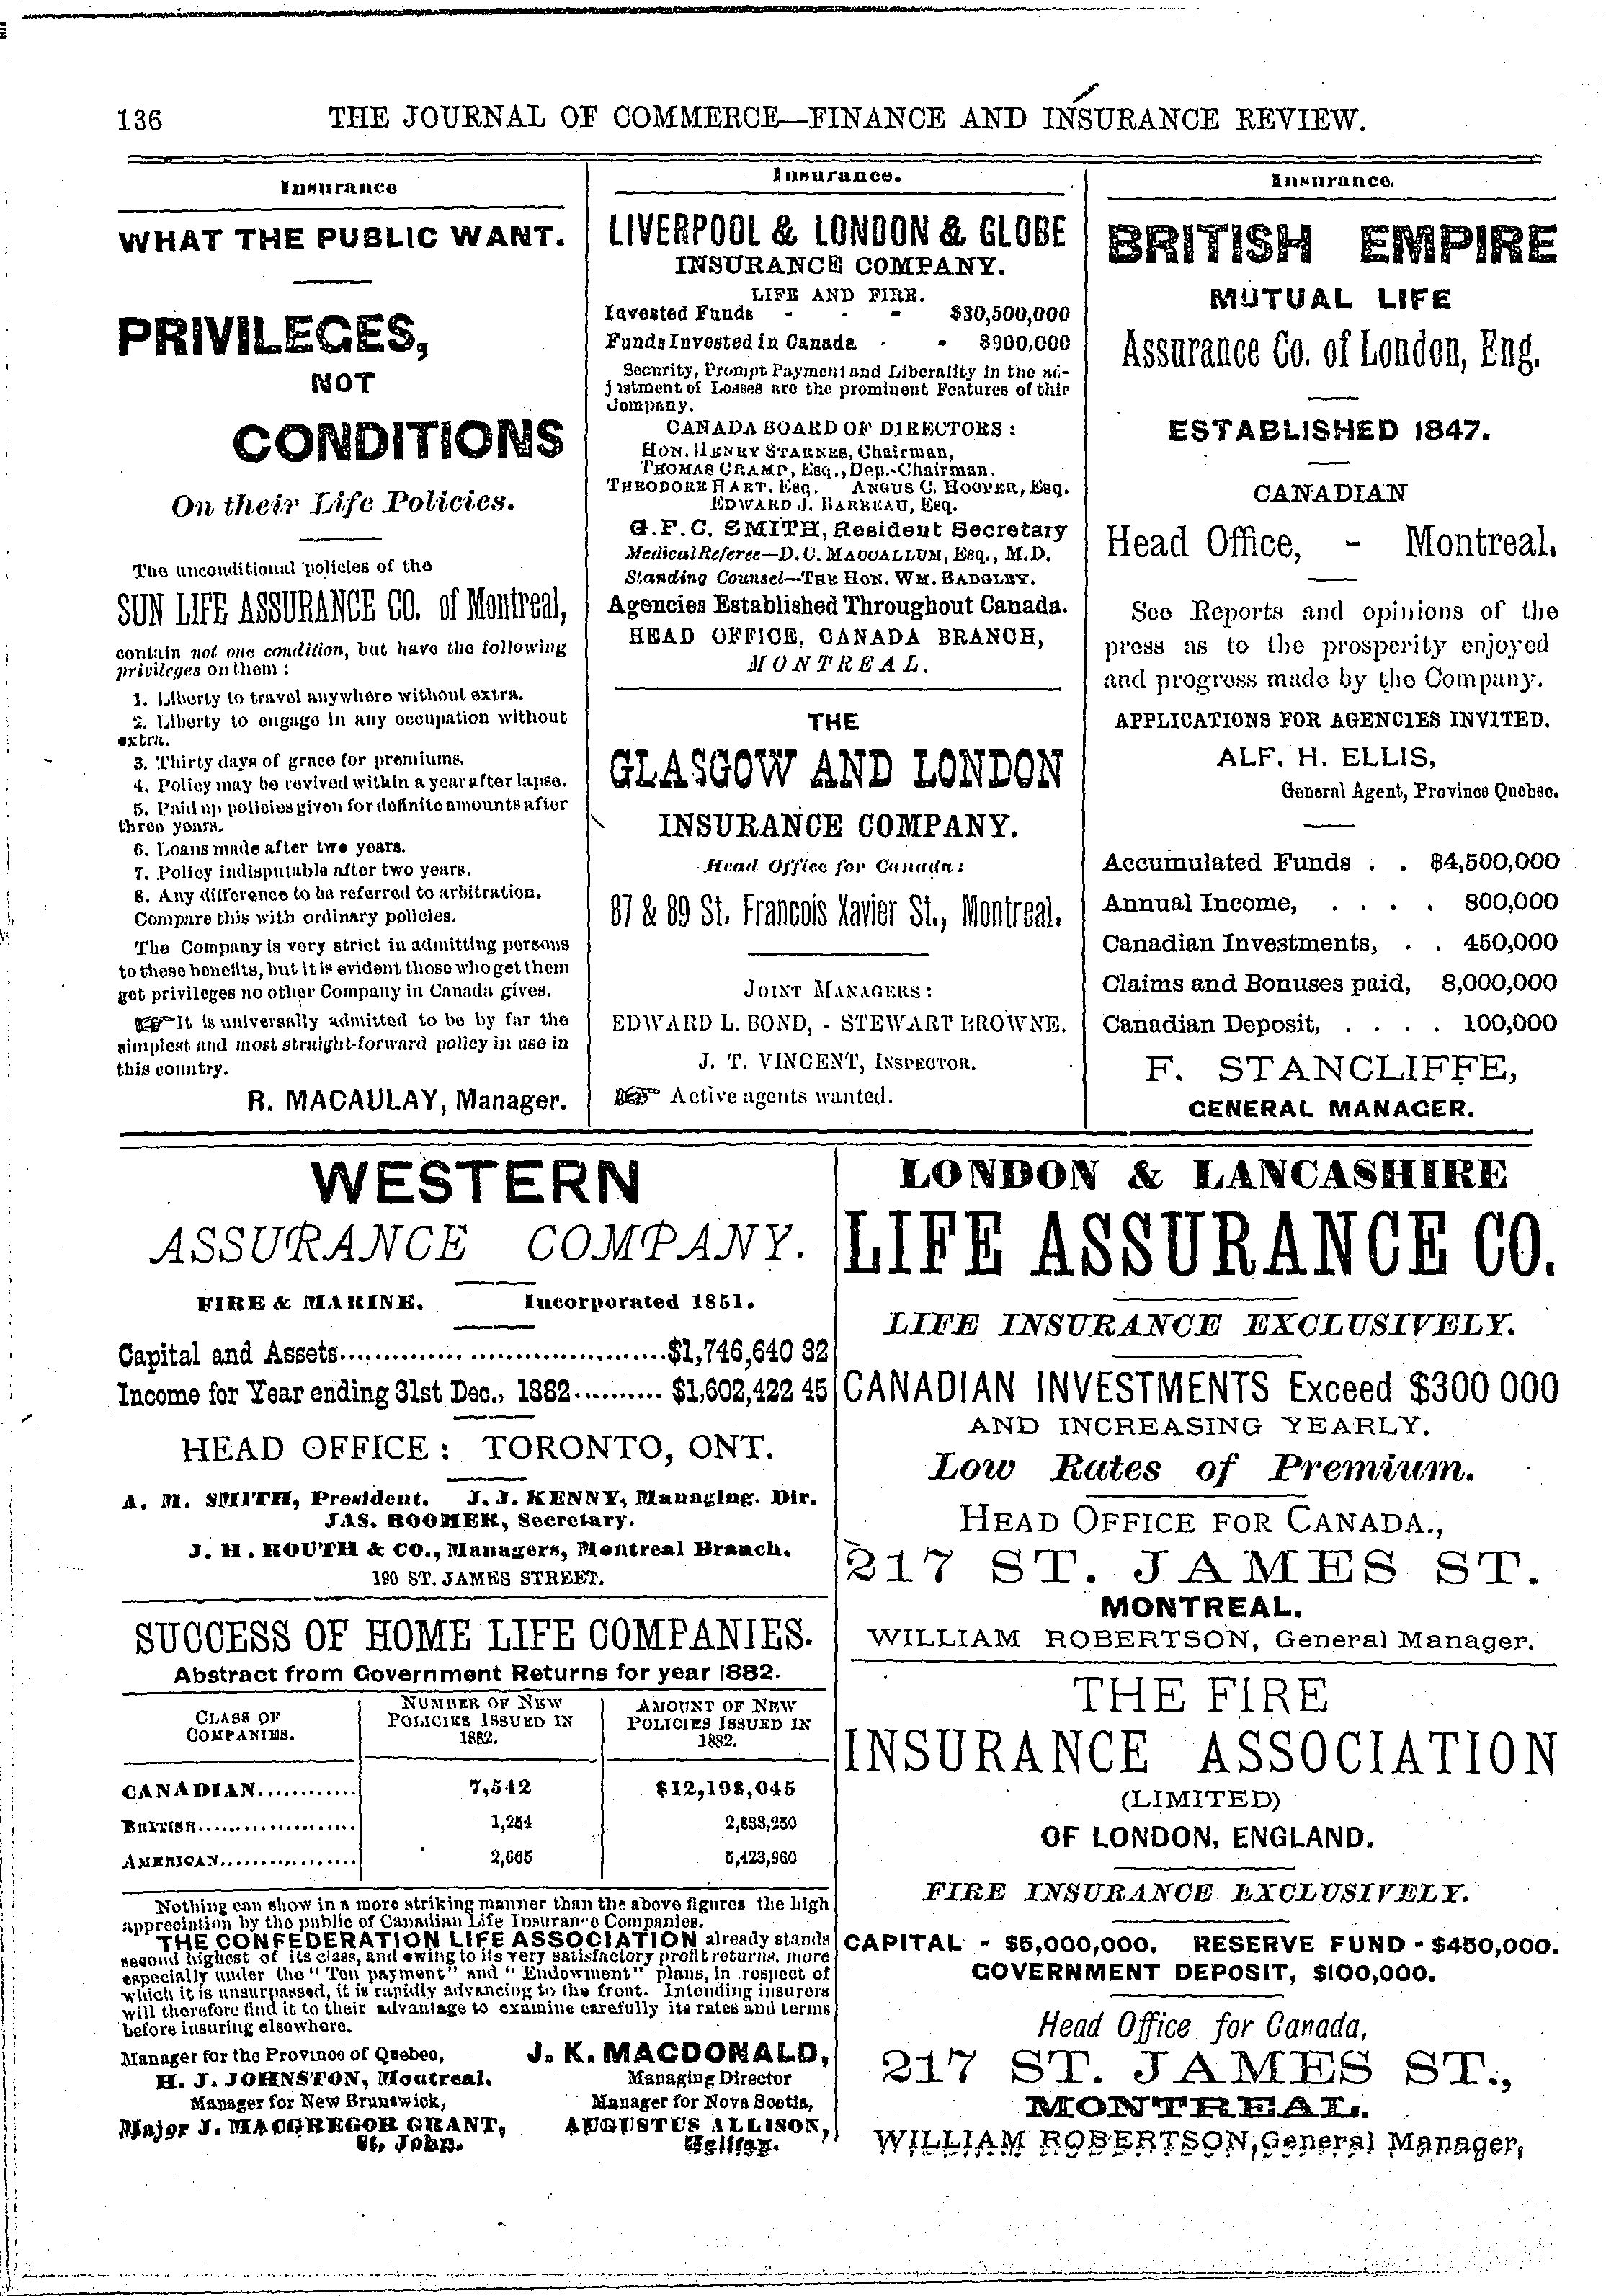 136 THE JOURNAL OF COMMERCE—FINANCE AND INSURANCE REVIEW.
Insurance
WHAT THE PUBLIC WANT.
PRIVILEGES,
NOT
CONDITIONS
On their Life Policies.
The unconditional policies of the
SUN LIFE ASSURANCE CO. of Montreal,
contain not one condition, but have the following
privileges on them :
1. Liberty to travel anywhere without extra.
2. Liberty to engage in any occupation without
extra.
3. Thirty days of grace for premiums.
4. Policy may be revived within a year after lapse.
5. Paid up policies given for definite amounts after
three years.
6. Loans made after two years.
7. Policy indisputable after two years.
8. Any difference to be referred to arbitration.
Compare this with ordinary policies.
The Company is very strict in admitting persons
to these benefits, but it is evident those who get them
get privileges no other Company in Canada gives.
☞ It is universally admitted to be by far the
simplest and most straight-forward policy in use in
this country.
R. MACAULAY, Manager.
Insurance.
LIVERPOOL & LONDON & GLOBE
INSURANCE COMPANY.
LIFE AND FIRE.
Invested Funds - - - $30,500,000
Funds Invested in Canada - - $900,000
Security, Prompt Payment and Liberality in the ad-
justment of Losses are the prominent Features of this
Company.
CANADA BOARD OF DIRECTORS :
HON. HENRY STARNES, Chairman,
THOMAS CRAMP, Esq., Dep.-Chairman.
THEODORE HART, Esq. ANGUS C. HOOPER, Esq.
EDWARD J. BARBEAU, Esq.
G. F. C. SMITH, Resident Secretary
Medical Referee—D. C. MACCALLUM, Esq., M.D.
Standing Counsel—THE HON. WM. BADGLEY.
Agencies Established Throughout Canada.
HEAD OFFICE, CANADA BRANCH,
MONTREAL.
THE
GLASGOW AND LONDON
INSURANCE COMPANY.
Head Office for Canada :
87 & 89 St. Francois Xavier St., Montreal.
JOINT MANAGERS :
EDWARD L. BOND, - STEWART BROWNE.
J. T. VINCENT, INSPECTOR.
☞ Active agents wanted.
Insurance.
BRITISH EMPIRE
MUTUAL LIFE
Assurance Co. of London, Eng.
ESTABLISHED 1847.
CANADIAN
Head Office, - Montreal.
See Reports and opinions of the
press as to the prosperity enjoyed
and progress made by the Company.
APPLICATIONS FOR AGENCIES INVITED.
ALF. H. ELLIS,
General Agent, Province Quebec.
Accumulated Funds . . $4,500,000
Annual Income, . . . . 800,000
Canadian Investments, . . 450,000
Claims and Bonuses paid, 8,000,000
Canadian Deposit, . . . . 100,000
F. STANCLIFFE,
GENERAL MANAGER.
WESTERN
ASSURANCE COMPANY.
FIRE & MARINE. Incorporated 1851.
Capital and Assets.................................$1,746,640 32
Income for Year ending 31st Dec., 1882.......... $1,602,422 45
HEAD OFFICE : TORONTO, ONT.
A. M. SMITH, President. J. J. KENNY, Managing. Dir.
JAS. BOOMER, Secretary.
J. H. ROUTH & CO., Managers, Montreal Branch.
190 ST. JAMES STREET.
SUCCESS OF HOME LIFE COMPANIES.
Abstract from Government Returns for year 1882.
CLASS OF COMPANIES. NUMBER OF NEW POLICIES ISSUED IN 1882. AMOUNT OF NEW POLICIES ISSUED IN 1882.
CANADIAN............ 7,542 $12,198,045
BRITISH................... 1,254 2,833,250
AMERICAN................ 2,665 5,423,960
Nothing can show in a more striking manner than the above figures the high
appreciation by the public of Canadian Life Insurance Companies.
THE CONFEDERATION LIFE ASSOCIATION already stands
second highest of its class, and owing to its very satisfactory profit returns, more
especially under the "Ten payment" and "Endowment" plans, in respect of
which it is unsurpassed, it is rapidly advancing to the front. Intending insurers
will therefore find it to their advantage to examine carefully its rates and terms
before insuring elsewhere.
Manager for the Province of Quebec,
H. J. JOHNSTON, Montreal.
Manager for New Brunswick,
Major J. MACGREGOR GRANT,
St. John.
J. K. MACDONALD,
Managing Director
Manager for Nova Scotia,
AUGUSTUS ALLISON,
Halifax.
LONDON & LANCASHIRE
LIFE ASSURANCE CO.
LIFE INSURANCE EXCLUSIVELY.
CANADIAN INVESTMENTS Exceed $300 000
AND INCREASING YEARLY.
Low Rates of Premium.
HEAD OFFICE FOR CANADA.,
217 ST. JAMES ST.
MONTREAL.
WILLIAM ROBERTSON, General Manager.
THE FIRE
INSURANCE ASSOCIATION
(LIMITED)
OF LONDON, ENGLAND.
FIRE INSURANCE EXCLUSIVELY.
CAPITAL - $5,000,000. RESERVE FUND - $450,000.
GOVERNMENT DEPOSIT, $100,000.
Head Office for Canada,
217 ST. JAMES ST.,
MONTREAL.
WILLIAM ROBERTSON, General Manager,